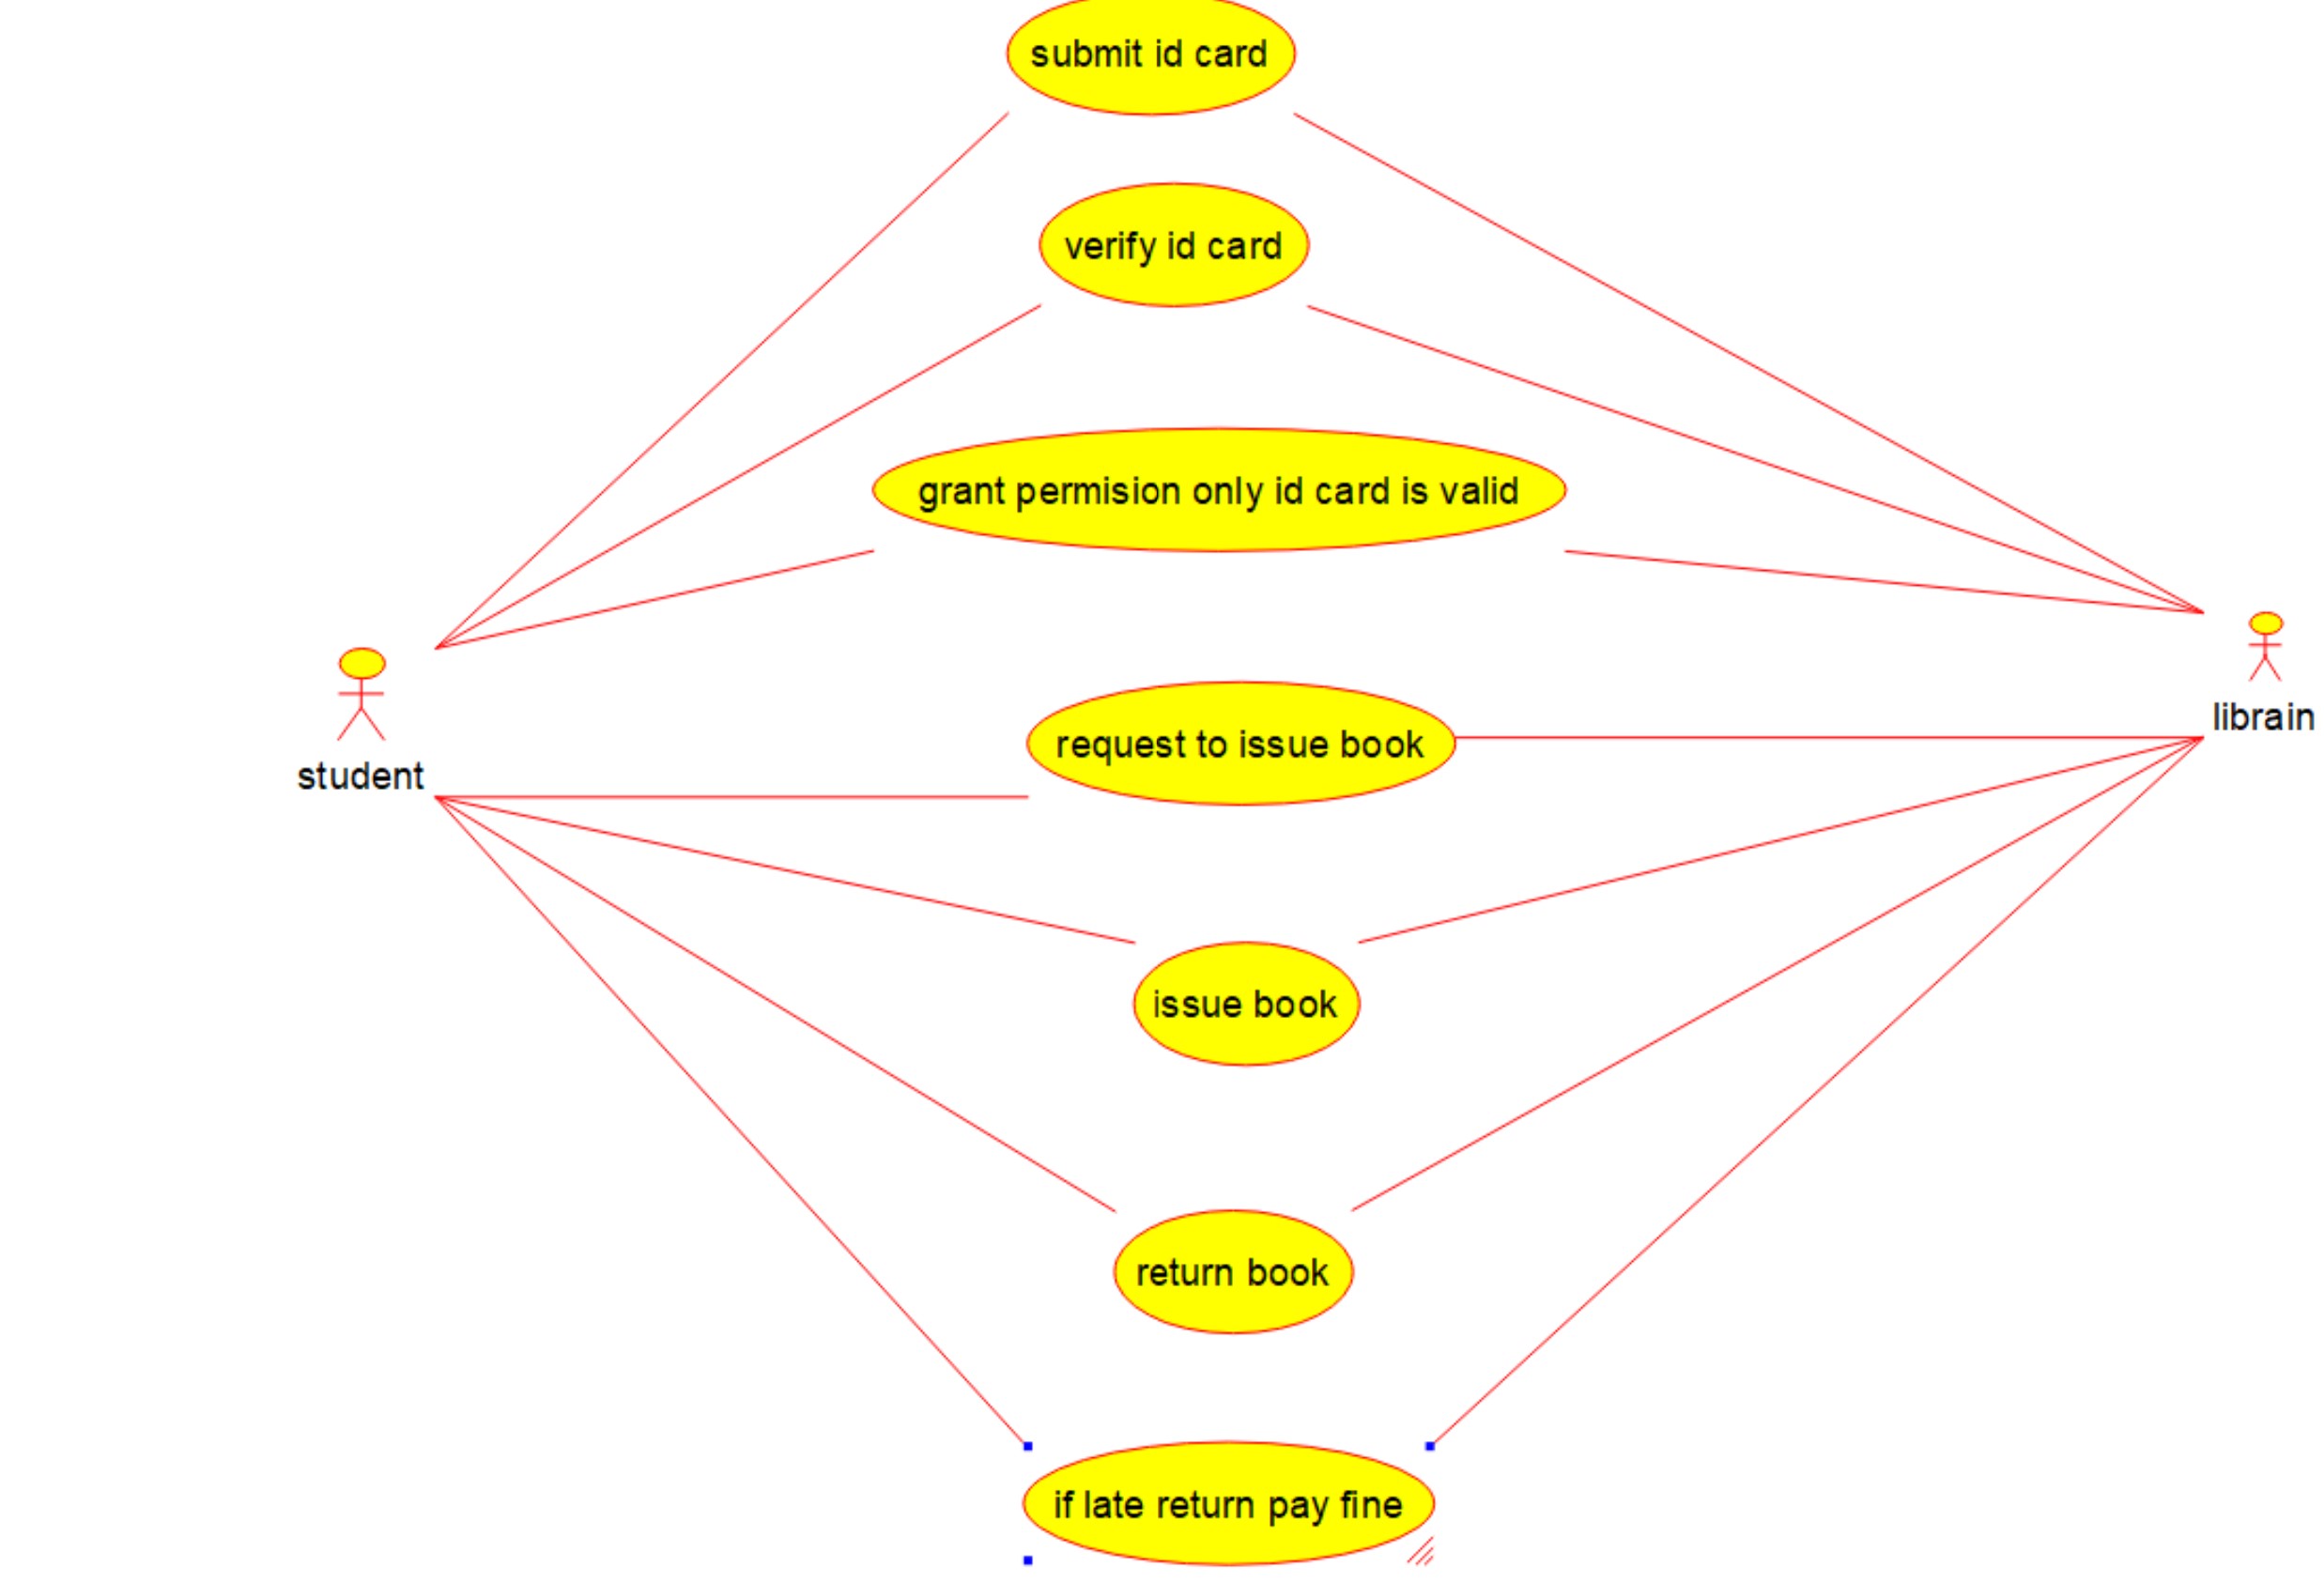 submit id card
verify id card
grant permision only id card is valid
student
request to issue book
librain
issue book
return book
if late return pay fine